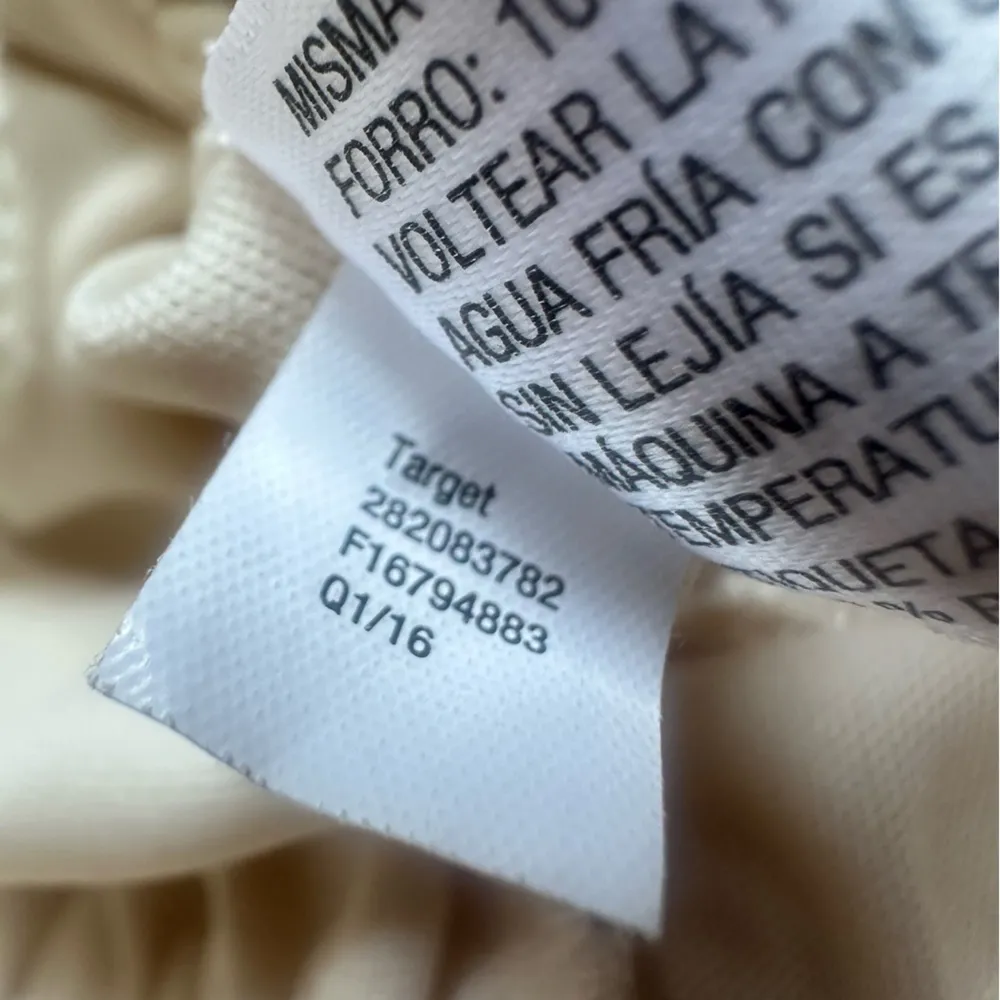 MISMA
FORRO: 10
VOLTEAR LA
AGUA FRÍA CON
SIN LEJÍA SI ES
MÁQUINA A TE
TEMPERATU
% 
Target
282083782
F16794883
Q1/16